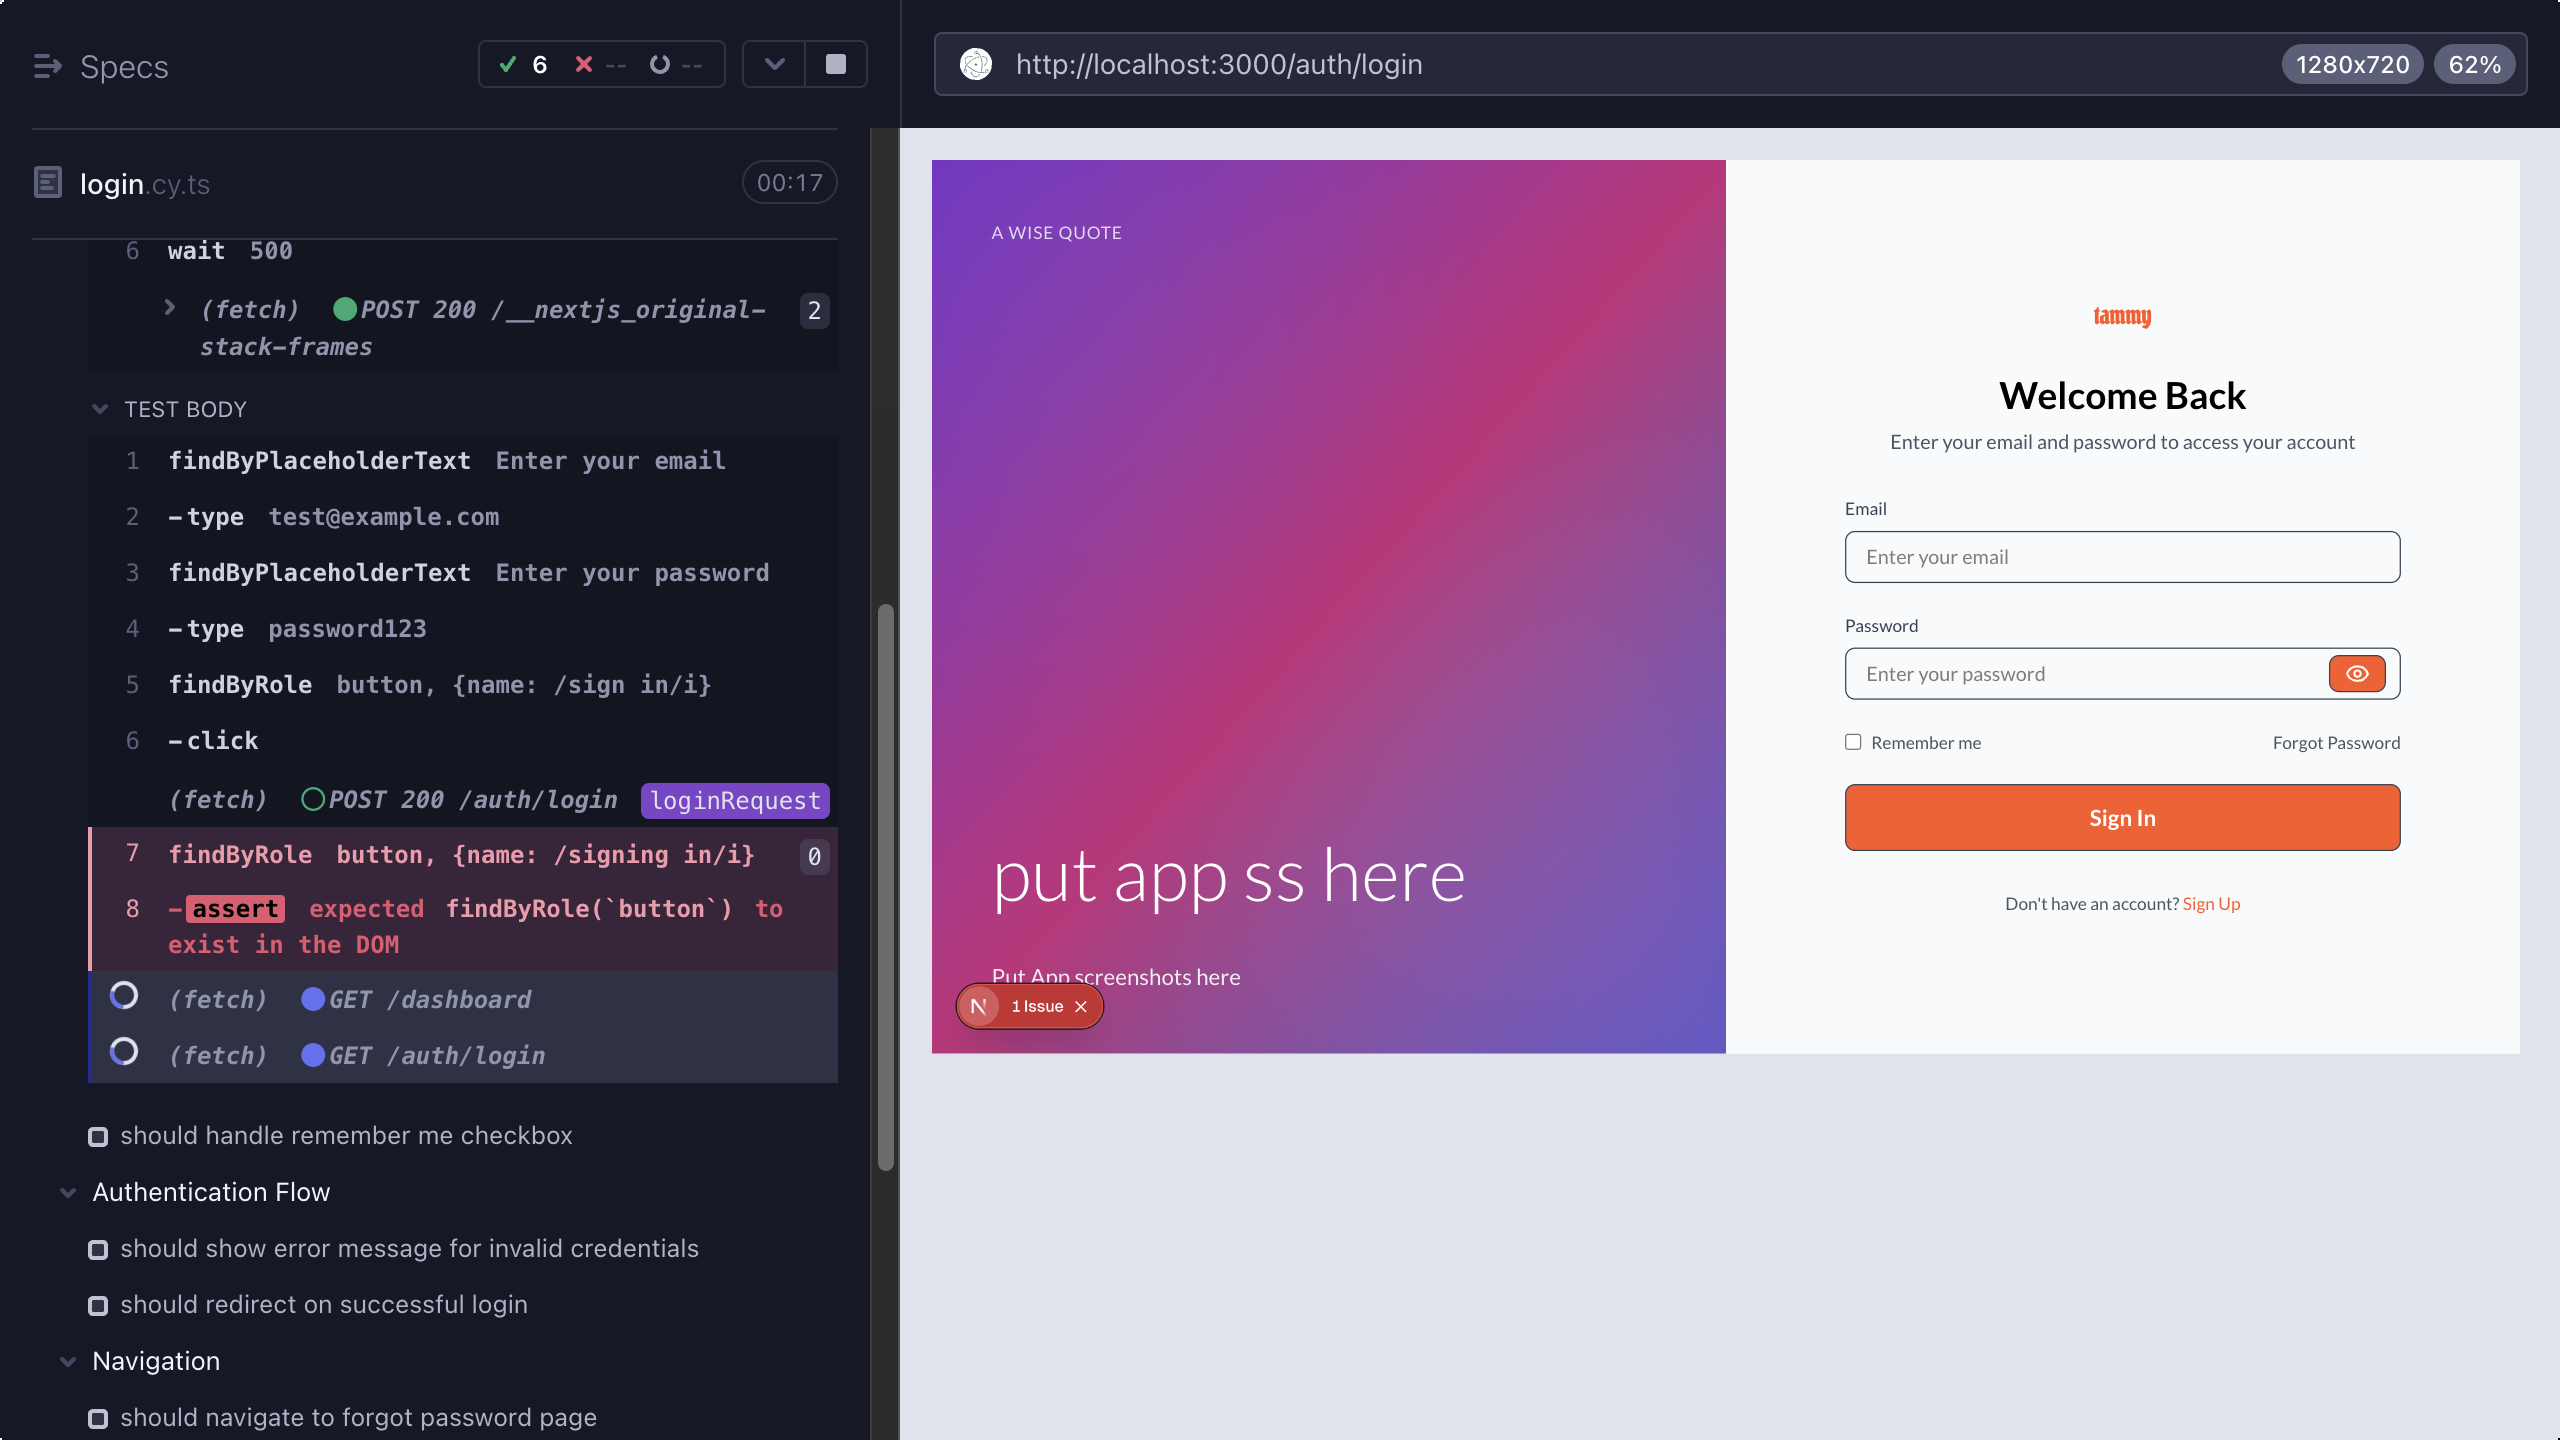 Specs
6 -- --
login.cy.ts
00:17
6 wait 500
(fetch) POST 200 /__nextjs_original-
stack-frames
2
TEST BODY
1 findByPlaceholderText Enter your email
2 -type test@example.com
3 findByPlaceholderText Enter your password
4 -type password123
5 findByRole button, {name: /sign in/i}
6 -click
(fetch) POST 200 /auth/login loginRequest
7 findByRole button, {name: /signing in/i} 0
8 -assert expected findByRole(`button`) to
exist in the DOM
(fetch) GET /dashboard
(fetch) GET /auth/login
should handle remember me checkbox
Authentication Flow
should show error message for invalid credentials
should redirect on successful login
Navigation
should navigate to forgot password page
http://localhost:3000/auth/login
1280x720
62%
A WISE QUOTE
put app ss here
Put App screenshots here
N 1 Issue
tammy
Welcome Back
Enter your email and password to access your account
Email
Enter your email
Password
Enter your password
Remember me
Forgot Password
Sign In
Don't have an account? Sign Up